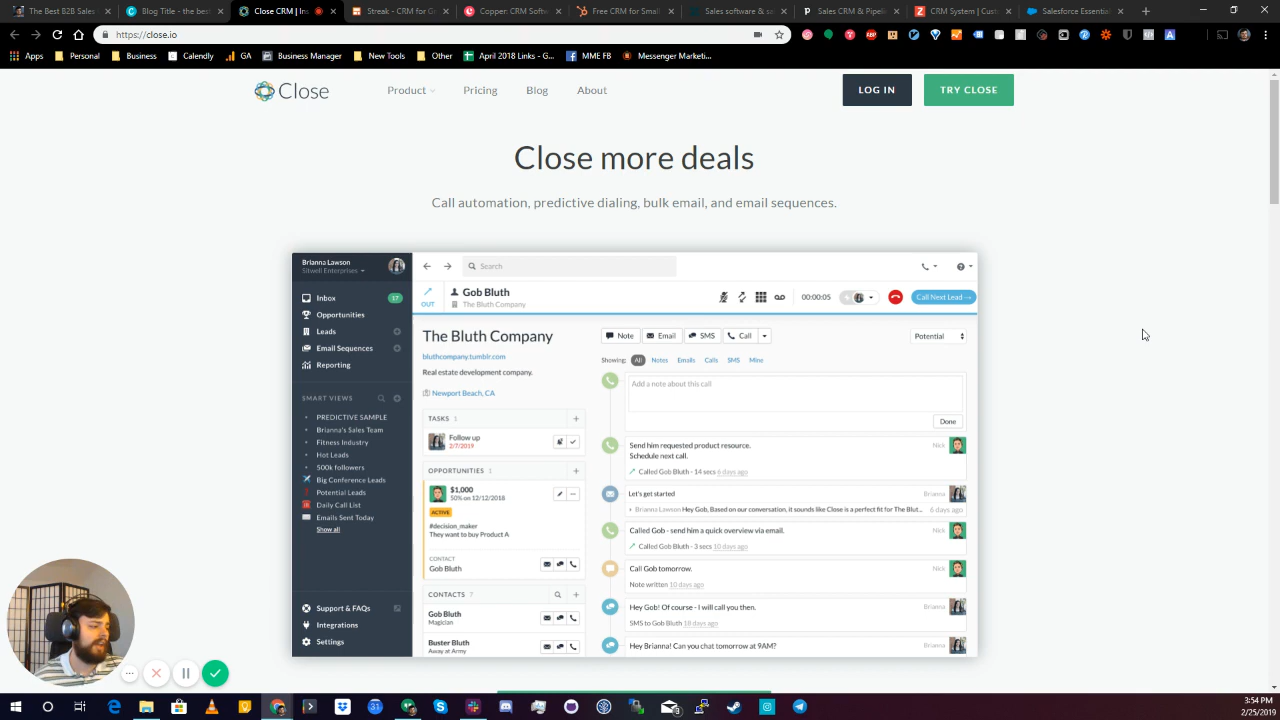 The Best B2B Sales
Blog Title - the bes
Close CRM | Sales C
Copper CRM Softw
Free CRM for Small
Sales CRM Software
Sales CRM & Pipelin
CRM System | Cust
Salesforce Essential
https://close.io
Apps
Personal
Business
Calendly
GA
Business Manager
New Tools
Other
April 2018 Links - G...
MME FB
Messenger Marketi...
Close
Product
Pricing
Blog
About
LOG IN
TRY CLOSE
Close more deals
Call automation, predictive dialing, bulk email, and email sequences.
Brianna Lawson
Sitwell Enterprises
Inbox
17
Opportunities
Leads
Email Sequences
Reporting
SMART VIEWS
PREDICTIVE SAMPLE
Brianna's Sales Team
Fitness Industry
Hot Leads
500k followers
Big Conference Leads
Potential Leads
Daily Call List
Emails Sent Today
Show all
Support & FAQs
Integrations
Settings
Search
OUT
Gob Bluth
The Bluth Company
00:00:05
Call Next Lead
The Bluth Company
bluthcompany.tumblr.com
Real estate development company.
Newport Beach, CA
TASKS 1
Follow up
2/7/2019
OPPORTUNITIES 1
$1,000
50% on 12/12/2018
ACTIVE
#decision_maker
They want to buy Product A
CONTACT
Gob Bluth
CONTACTS 7
Gob Bluth
Magician
Buster Bluth
Away at Army
Note
Email
SMS
Call
Potential
Showing: All Notes Emails Calls SMS Mine
Add a note about this call
Done
Send him requested product resource.
Schedule next call.
Nick
Called Gob Bluth - 14 secs 6 days ago
Let's get started
Brianna
Brianna Lawson Hey Gob, Based on our conversation, it sounds like Close is a perfect fit for The Blut... 6 days ago
Called Gob - send him a quick overview via email.
Nick
Called Gob Bluth - 3 secs 10 days ago
Call Gob tomorrow.
Nick
Note written 10 days ago
Hey Gob! Of course - I will call you then.
Brianna
SMS to Gob Bluth 18 days ago
Hey Brianna! Can you chat tomorrow at 9AM?
Brianna
3:54 PM
2/25/2019